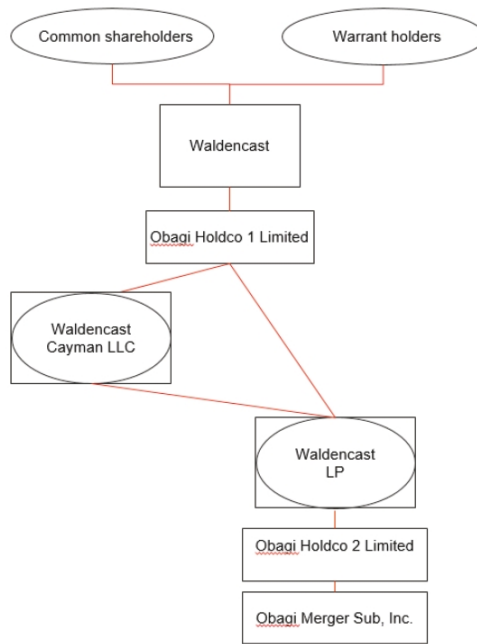 Common shareholders
Warrant holders
Waldencast
Obagi Holdco 1 Limited
Waldencast
Cayman LLC
Waldencast
LP
Obagi Holdco 2 Limited
Obagi Merger Sub, Inc.